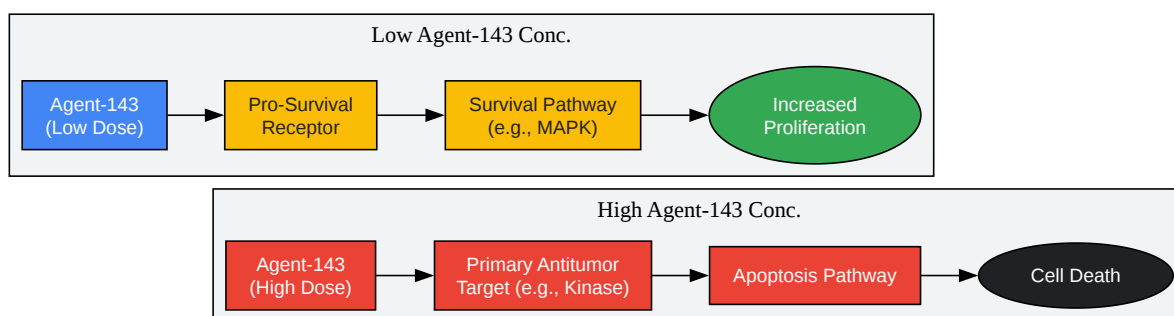 Low Agent-143 Conc.
Agent-143
(Low Dose)
Pro-Survival
Receptor
Survival Pathway
(e.g., MAPK)
Increased
Proliferation
High Agent-143 Conc.
Agent-143
(High Dose)
Primary Antitumor
Target (e.g., Kinase)
Apoptosis Pathway
Cell Death